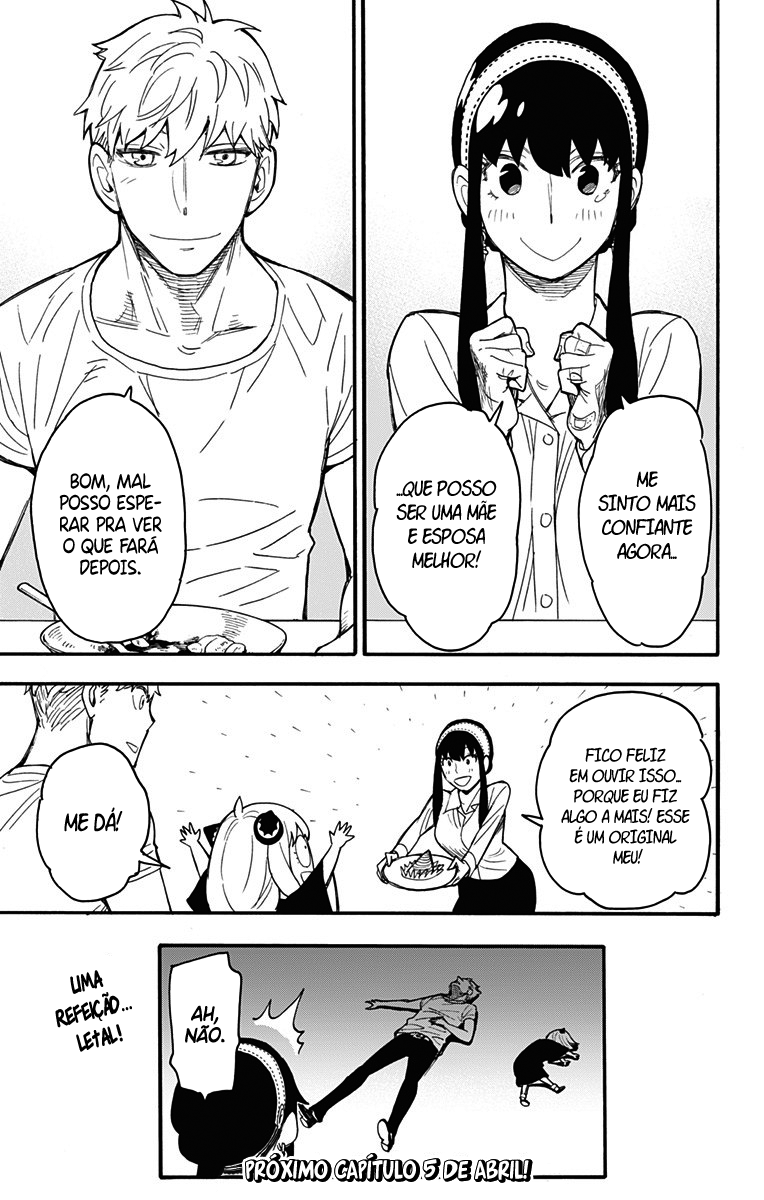 ME
SINTO MAIS
CONFIANTE
AGORA...
...QUE POSSO
SER UMA MÃE
E ESPOSA
MELHOR!
BOM, MAL
POSSO ESPE-
RAR PRA VER
O QUE FARÁ
DEPOIS.
FICO FELIZ
EM OUVIR ISSO...
PORQUE EU FIZ
ALGO A MAIS! ESSE
É UM ORIGINAL
MEU!
ME DÁ!
AH,
NÃO.
UMA
REFEIÇÃO...
LETAL!
PRÓXIMO CAPÍTULO 5 DE ABRIL!